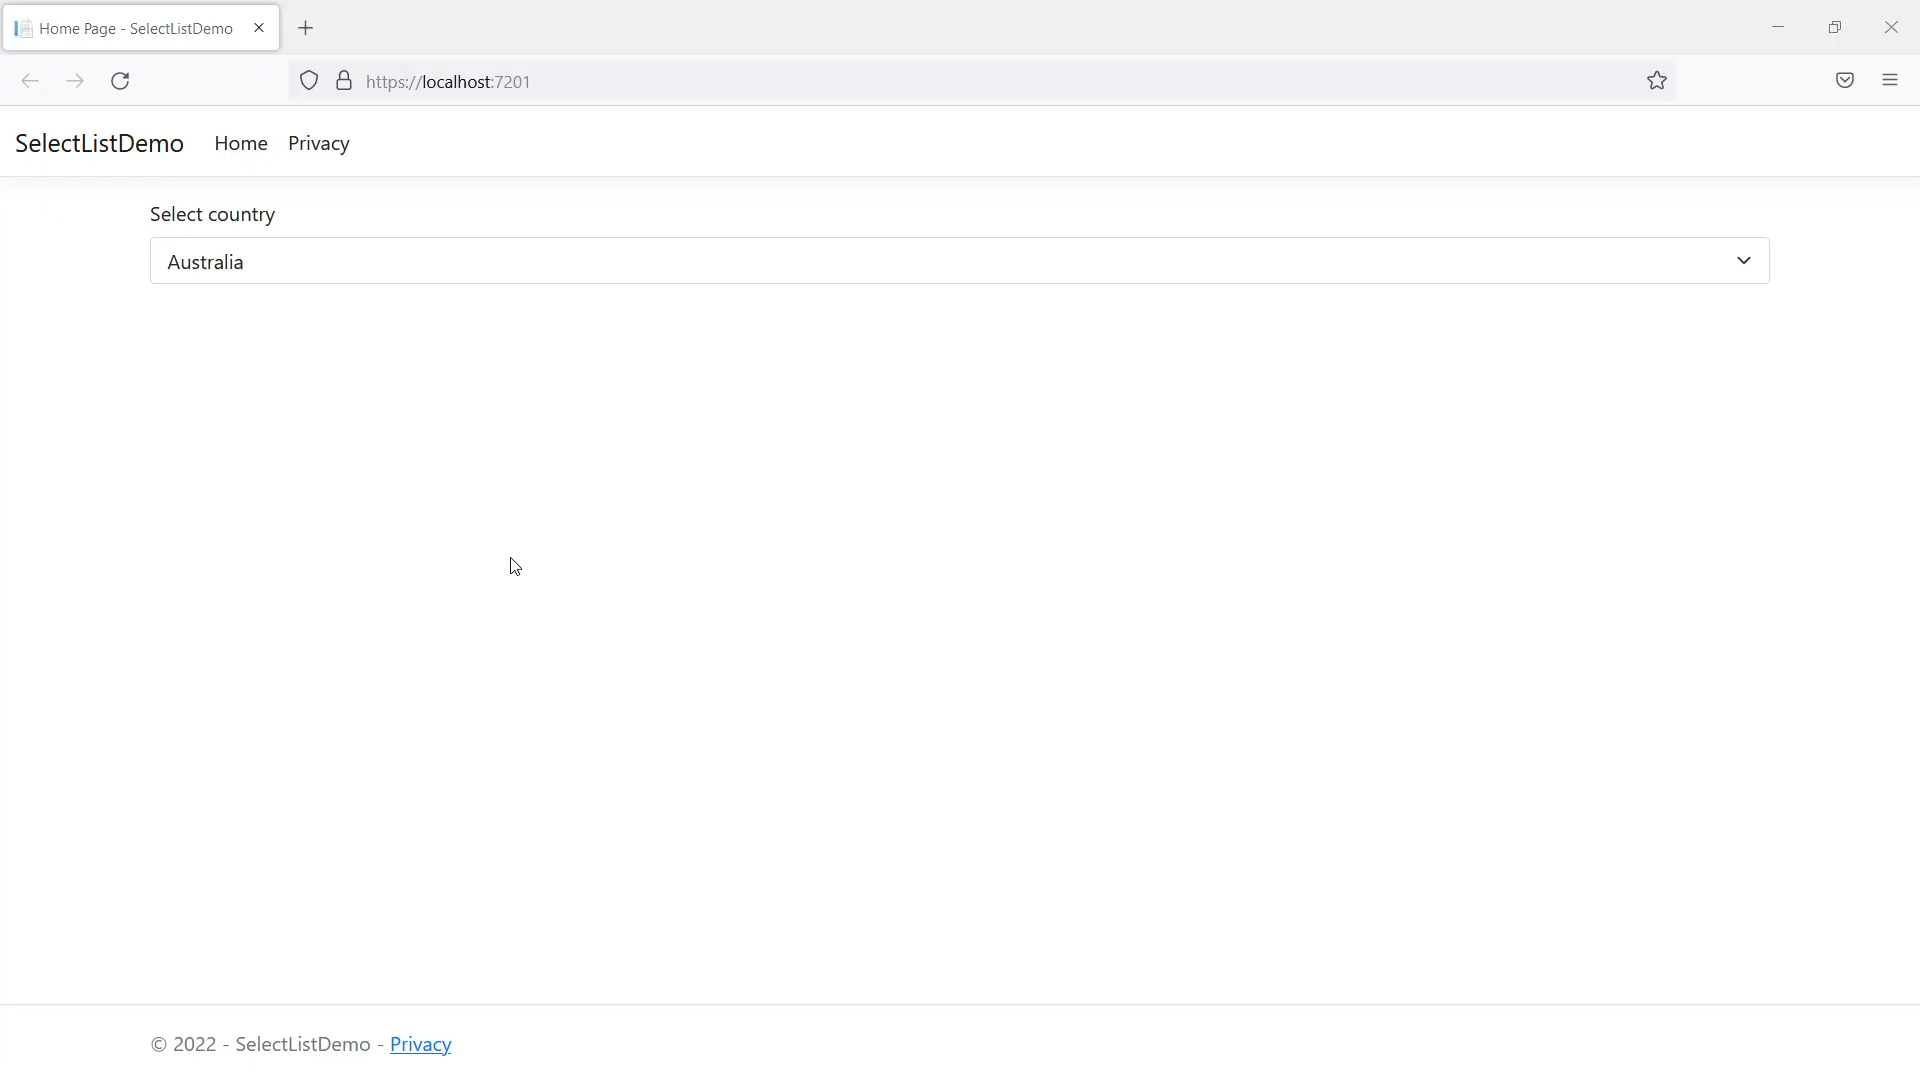 Home Page - SelectListDemo
https://localhost:7201
SelectListDemo Home Privacy
Select country
Australia
© 2022 - SelectListDemo - Privacy